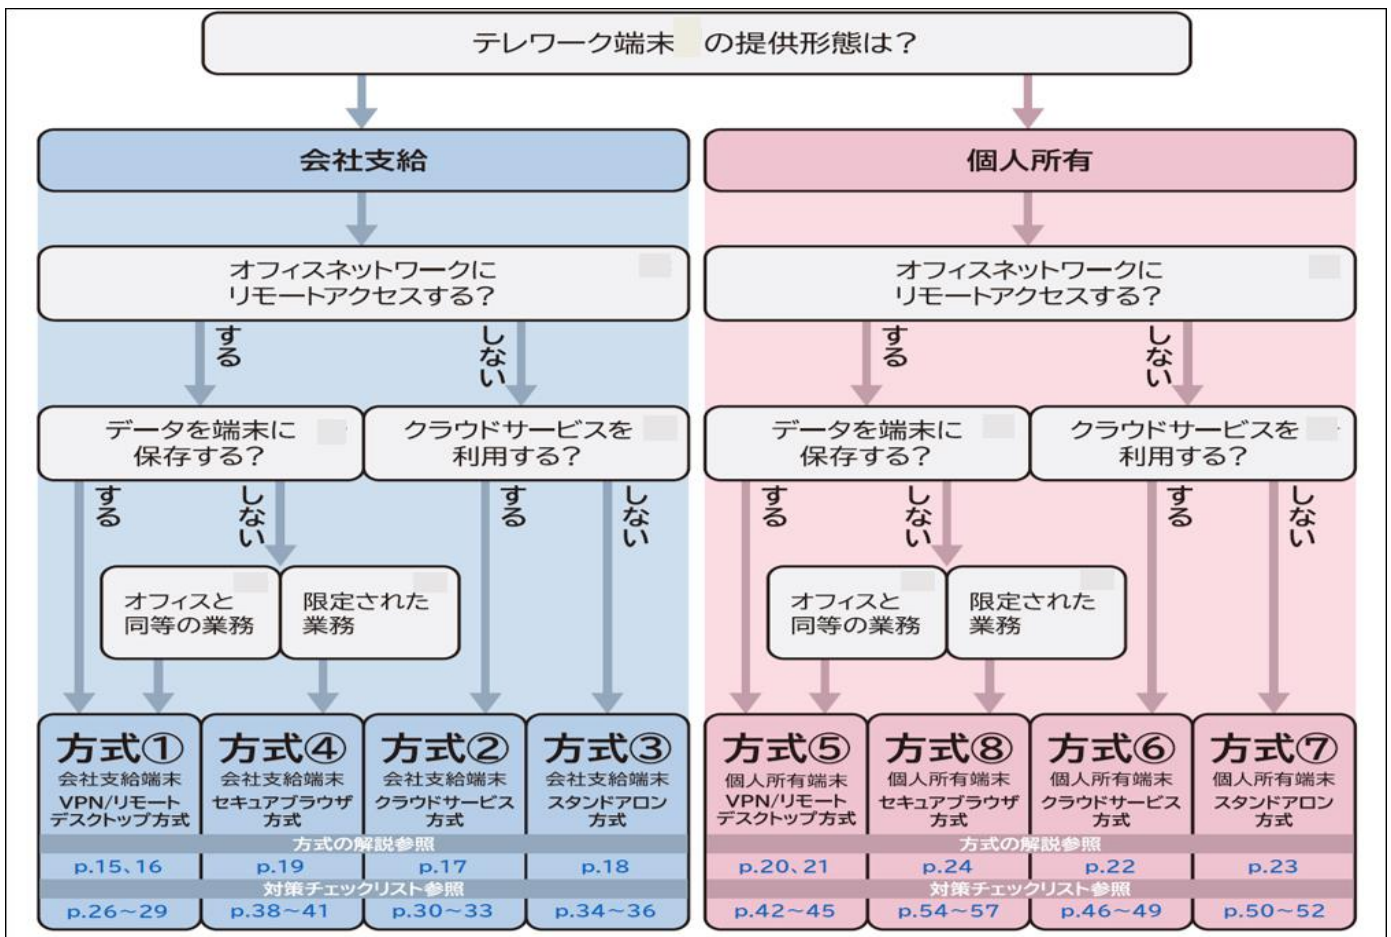 テレワーク端末 の提供形態は？
会社支給
個人所有
オフィスネットワークに
リモートアクセスする？
オフィスネットワークに
リモートアクセスする？
する
しない
する
しない
データを端末に
保存する？
クラウドサービスを
利用する？
データを端末に
保存する？
クラウドサービスを
利用する？
する
しない
する
しない
する
しない
する
しない
オフィスと
同等の業務
限定された
業務
オフィスと
同等の業務
限定された
業務
方式①
会社支給端末
VPN/リモート
デスクトップ方式
方式④
会社支給端末
セキュアブラウザ
方式
方式②
会社支給端末
クラウドサービス
方式
方式③
会社支給端末
スタンドアロン
方式
方式⑤
個人所有端末
VPN/リモート
デスクトップ方式
方式⑧
個人所有端末
セキュアブラウザ
方式
方式⑥
個人所有端末
クラウドサービス
方式
方式⑦
個人所有端末
スタンドアロン
方式
方式の解説参照
方式の解説参照
p.15、16
p.19
p.17
p.18
p.20、21
p.24
p.22
p.23
対策チェックリスト参照
対策チェックリスト参照
p.26～29
p.38～41
p.30～33
p.34～36
p.42～45
p.54～57
p.46～49
p.50～52